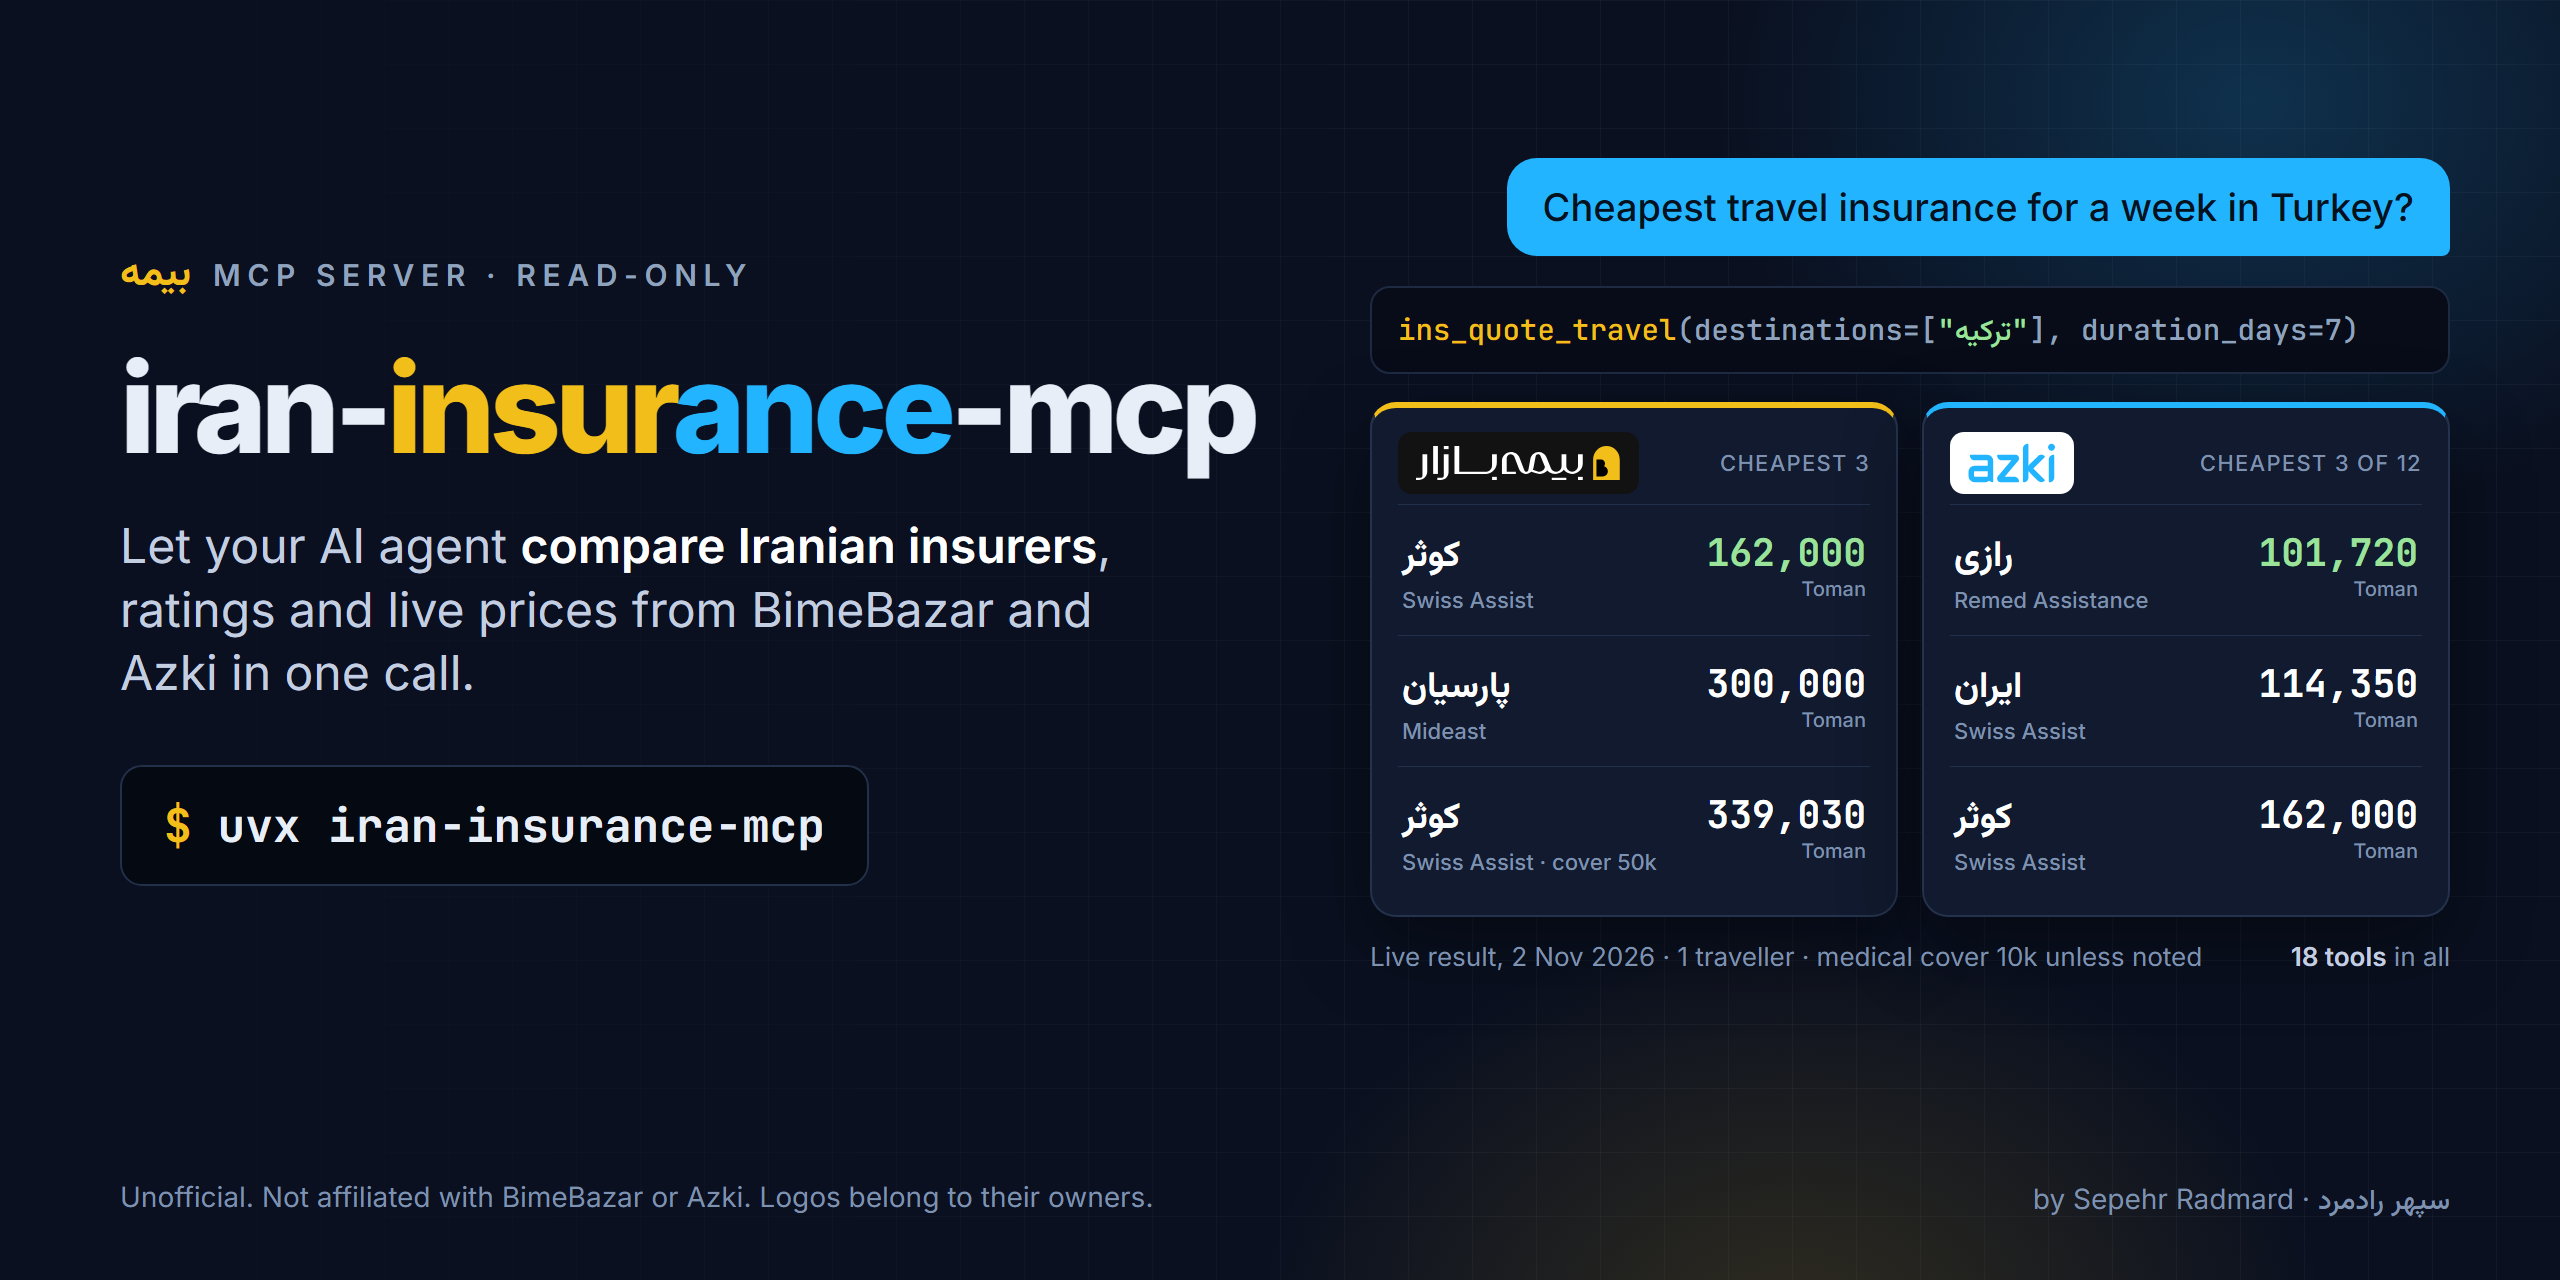 بیمه MCP SERVER · READ-ONLY
iran-insurance-mcp
Let your AI agent compare Iranian insurers,
ratings and live prices from BimeBazar and
Azki in one call.
$ uvx iran-insurance-mcp
Cheapest travel insurance for a week in Turkey?
ins_quote_travel(destinations=["ترکیه"], duration_days=7)
بیمه‌بازار CHEAPEST 3
کوثر 162,000
Swiss Assist Toman
پارسیان 300,000
Mideast Toman
کوثر 339,030
Swiss Assist · cover 50k Toman
azki CHEAPEST 3 OF 12
رازی 101,720
Remed Assistance Toman
ایران 114,350
Swiss Assist Toman
کوثر 162,000
Swiss Assist Toman
Live result, 2 Nov 2026 · 1 traveller · medical cover 10k unless noted 18 tools in all
Unofficial. Not affiliated with BimeBazar or Azki. Logos belong to their owners.
by Sepehr Radmard · سپهر رادمرد